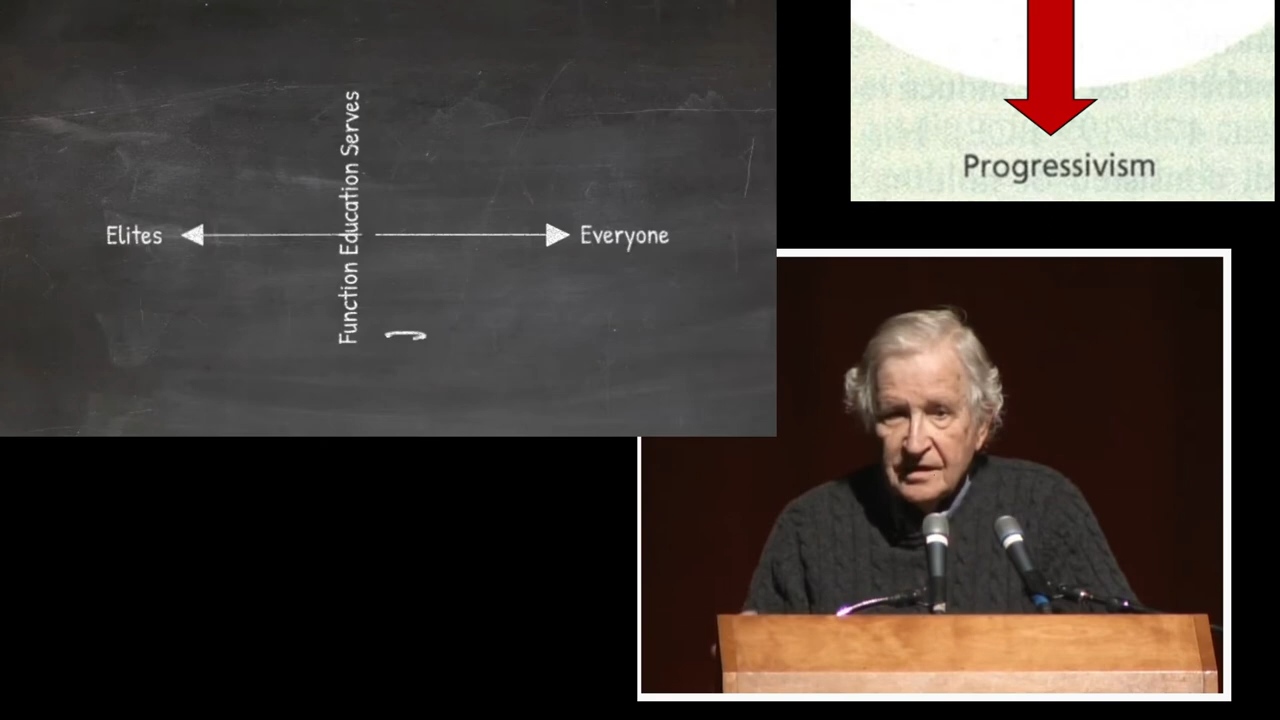 Progressivism
Function Education Serves
Elites
Everyone